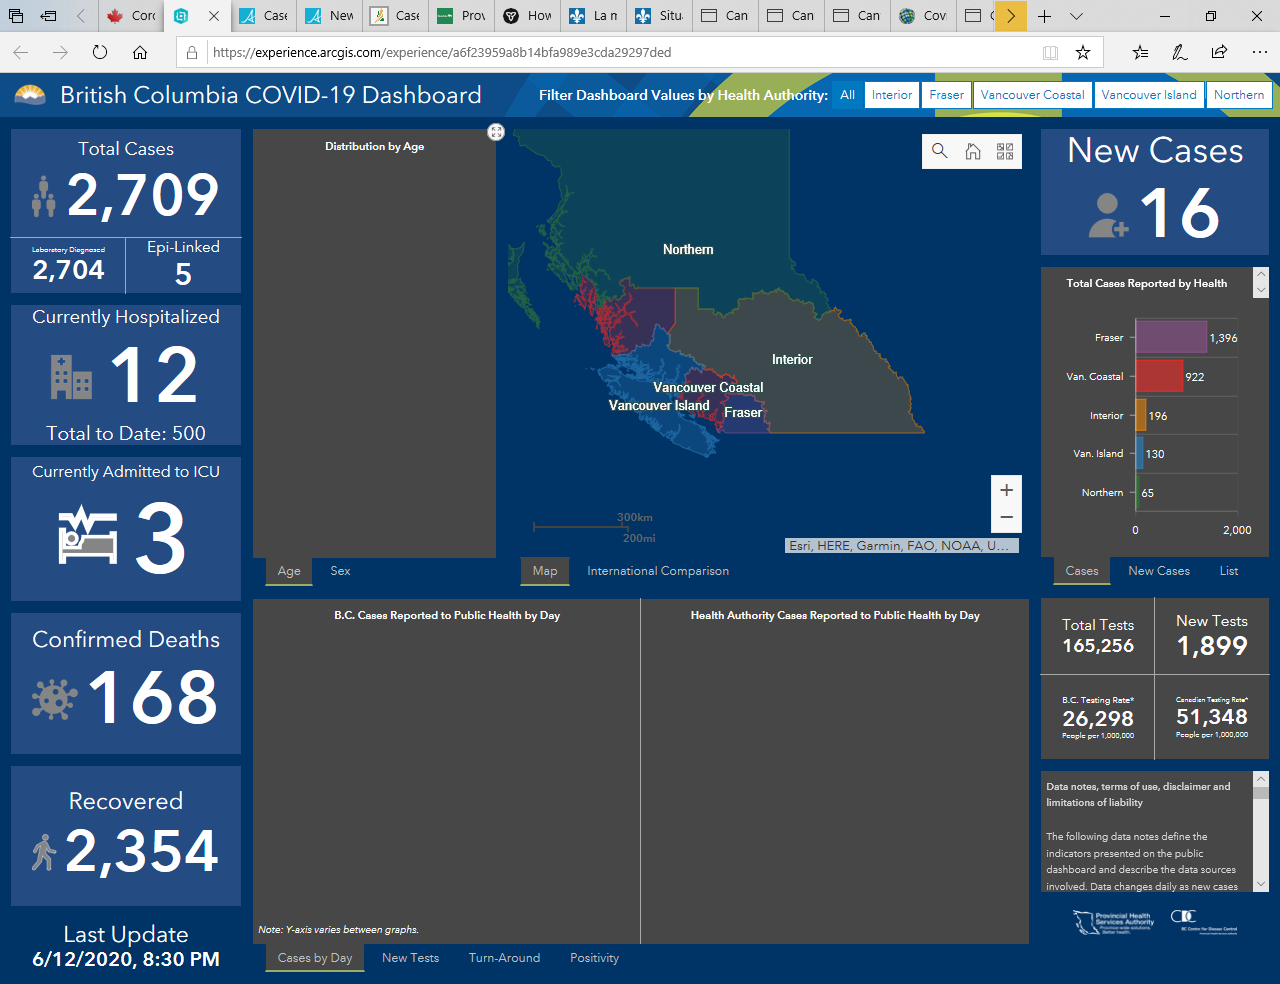 Coro
Case
New
Case
Prov
How
La m
Situa
Can
Can
Can
Covi
https://experience.arcgis.com/experience/a6f23959a8b14bfa989e3cda29297ded
British Columbia COVID-19 Dashboard
Filter Dashboard Values by Health Authority:
All
Interior
Fraser
Vancouver Coastal
Vancouver Island
Northern
Total Cases
2,709
Laboratory Diagnosed
2,704
Epi-Linked
5
Currently Hospitalized
12
Total to Date: 500
Currently Admitted to ICU
3
Confirmed Deaths
168
Recovered
2,354
Last Update
6/12/2020, 8:30 PM
Distribution by Age
Age
Sex
Northern
Interior
Vancouver Coastal
Vancouver Island
Fraser
300km
200mi
Esri, HERE, Garmin, FAO, NOAA, U...
Map
International Comparison
B.C. Cases Reported to Public Health by Day
Health Authority Cases Reported to Public Health by Day
Note: Y-axis varies between graphs.
Cases by Day
New Tests
Turn-Around
Positivity
New Cases
16
Total Cases Reported by Health
Fraser
1,396
Van. Coastal
922
Interior
196
Van. Island
130
Northern
65
0
2,000
Cases
New Cases
List
Total Tests
165,256
New Tests
1,899
B.C. Testing Rate*
26,298
People per 1,000,000
Canadian Testing Rate*
51,348
People per 1,000,000
Data notes, terms of use, disclaimer and
limitations of liability
The following data notes define the
indicators presented on the public
dashboard and describe the data sources
involved. Data changes daily as new cases
Provincial Health
Services Authority
Province-wide solutions.
Better health.
BC Centre for Disease Control